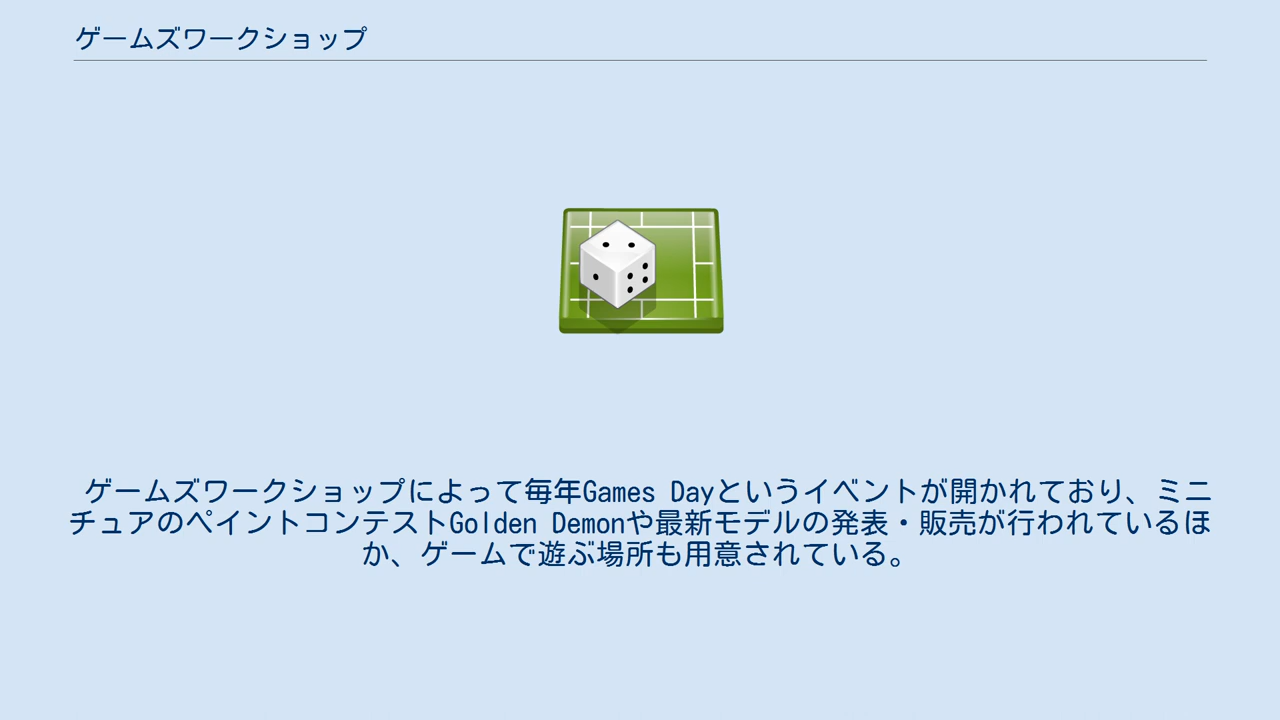 ゲームズワークショップ
ゲームズワークショップによって毎年Games Dayというイベントが開かれており、ミニ
チュアのペイントコンテストGolden Demonや最新モデルの発表・販売が行われているほ
か、ゲームで遊ぶ場所も用意されている。